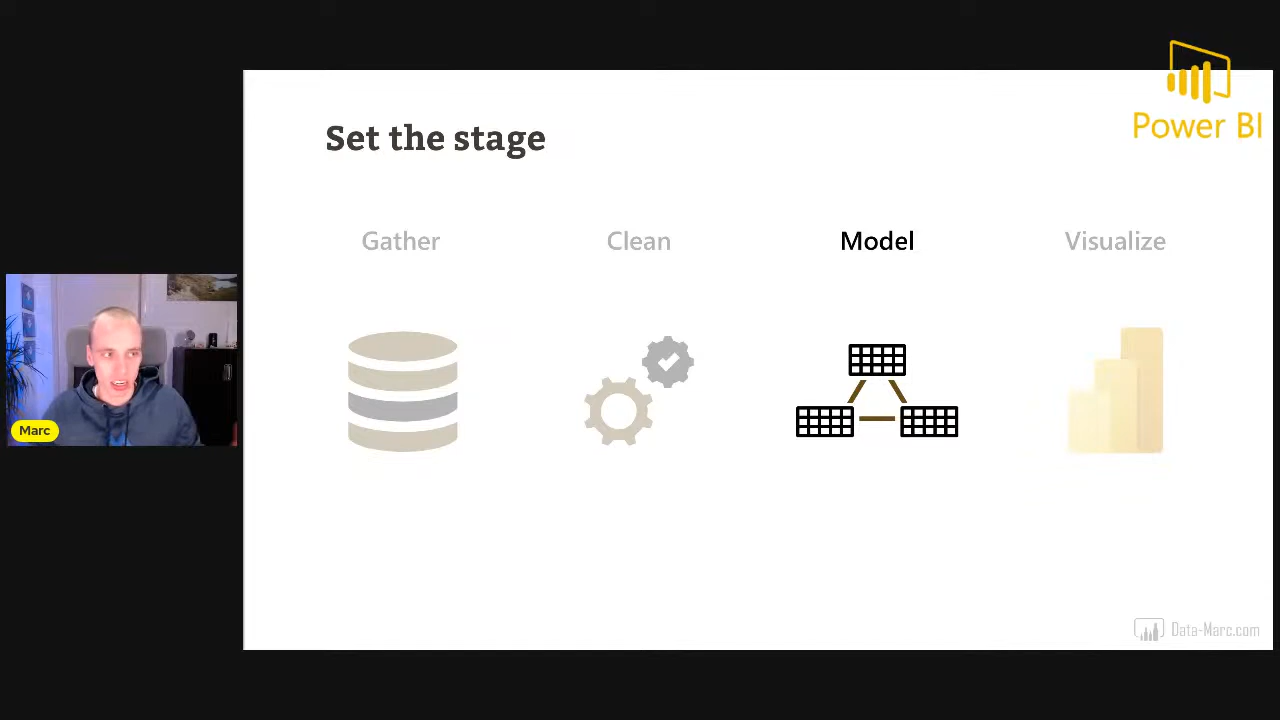 Power BI
Set the stage
Gather
Clean
Model
Visualize
Marc
Data-Marc.com